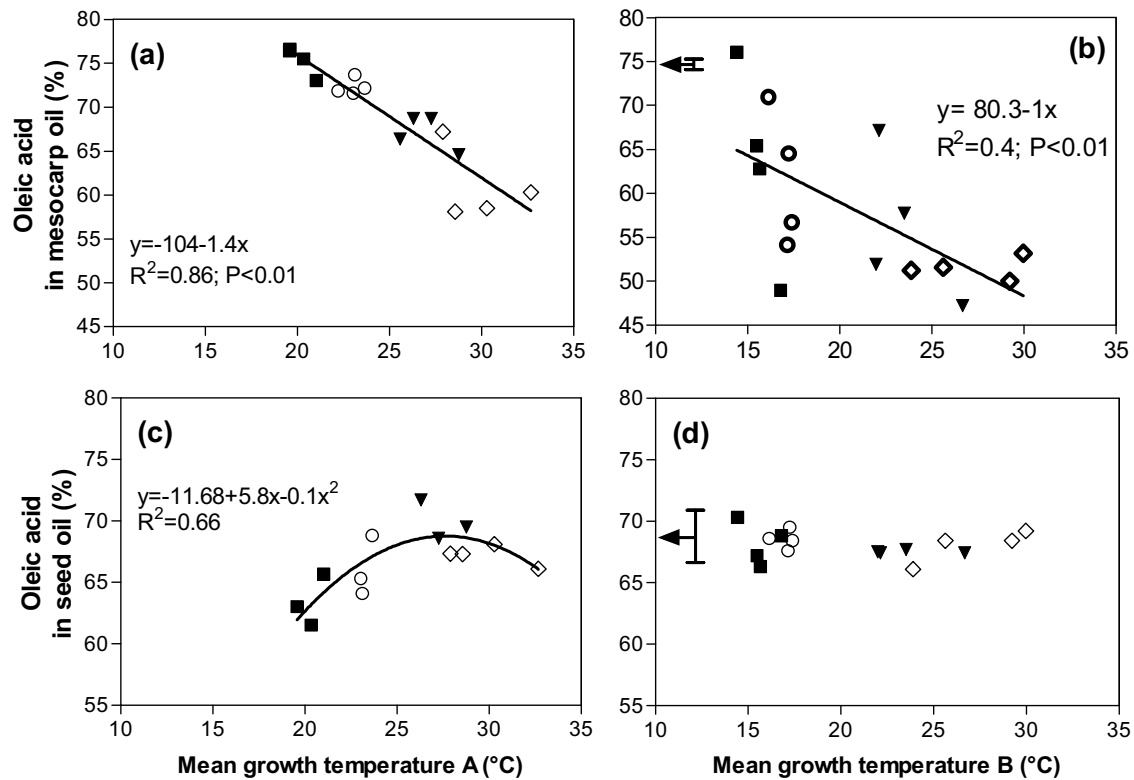 Oleic acid
in mesocarp oil (%)
80
75
70
65
60
55
50
45
(a)
y=-104-1.4x
R²=0.86; P<0.01
10 15 20 25 30 35
80
75
70
65
60
55
50
45
(b)
y= 80.3-1x
R²=0.4; P<0.01
10 15 20 25 30 35
Oleic acid
in seed oil (%)
80
75
70
65
60
55
(c)
y=-11.68+5.8x-0.1x²
R²=0.66
10 15 20 25 30 35
Mean growth temperature A (°C)
80
75
70
65
60
55
(d)
10 15 20 25 30 35
Mean growth temperature B (°C)